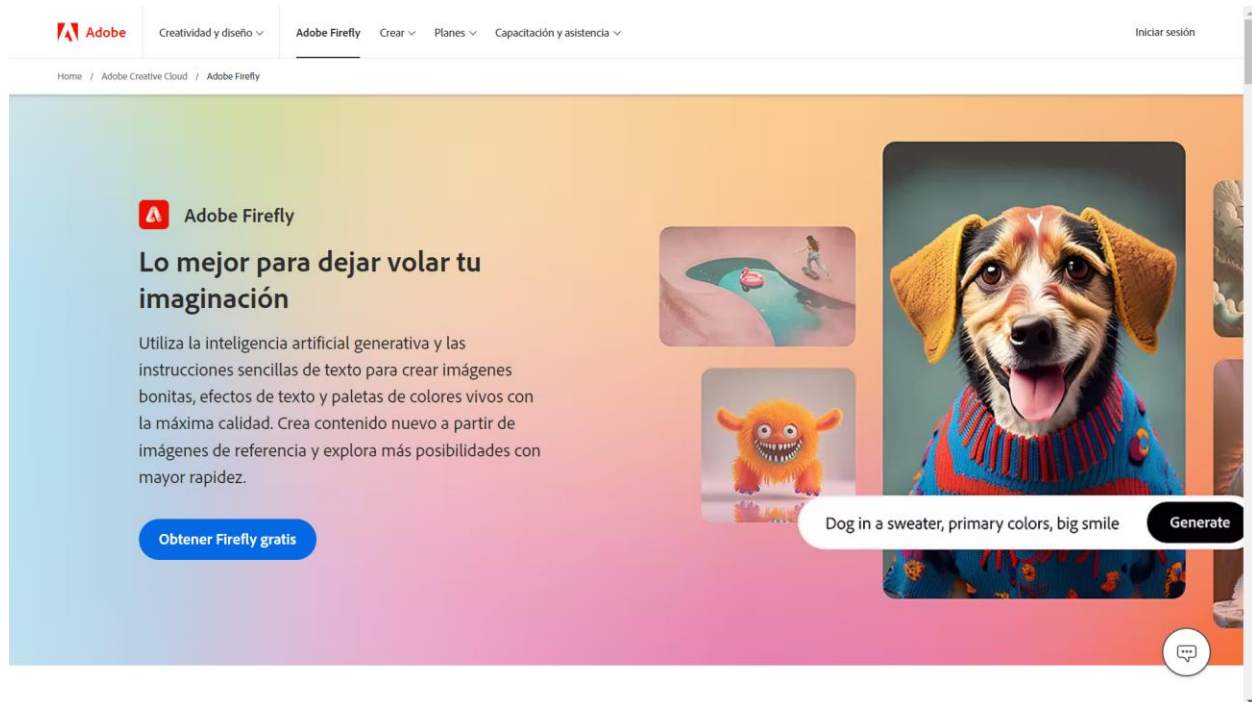 Adobe
Creatividad y diseño
Adobe Firefly
Crear
Planes
Capacitación y asistencia
Iniciar sesión
Home / Adobe Creative Cloud / Adobe Firefly
Adobe Firefly
Lo mejor para dejar volar tu
imaginación
Utiliza la inteligencia artificial generativa y las
instrucciones sencillas de texto para crear imágenes
bonitas, efectos de texto y paletas de colores vivos con
la máxima calidad. Crea contenido nuevo a partir de
imágenes de referencia y explora más posibilidades con
mayor rapidez.
Obtener Firefly gratis
Dog in a sweater, primary colors, big smile
Generate